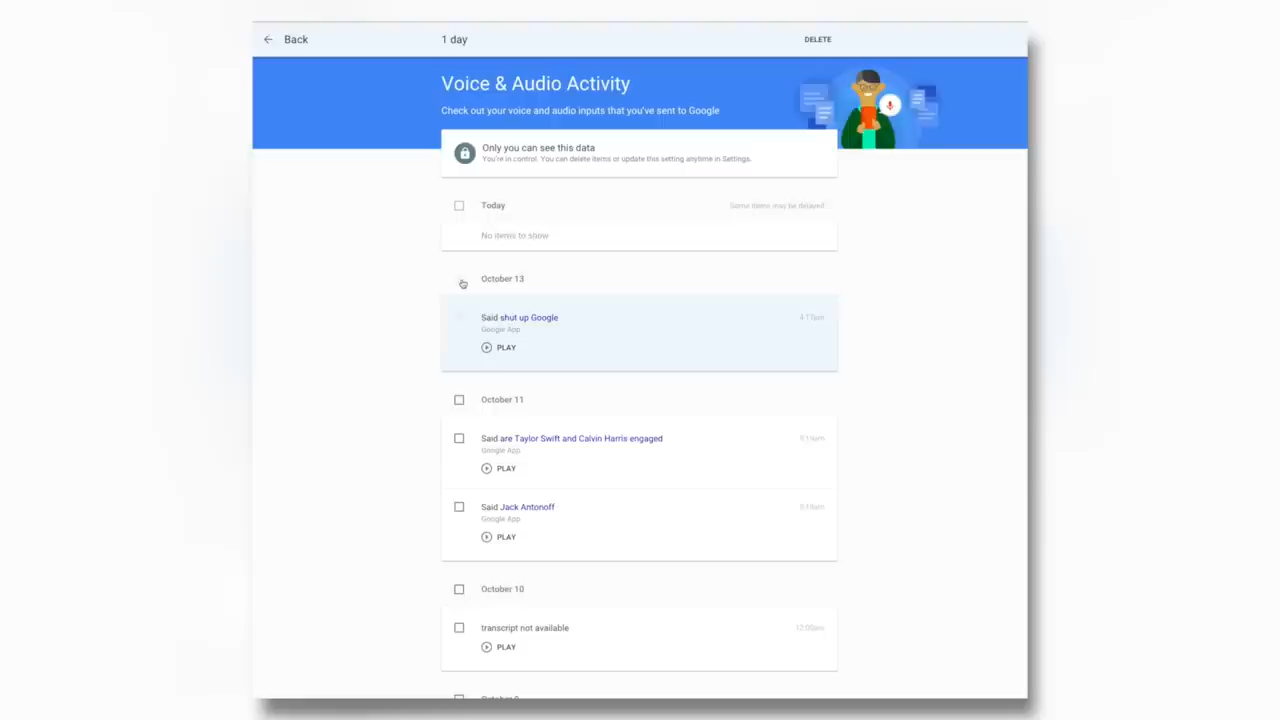 Back
1 day
DELETE
Voice & Audio Activity
Check out your voice and audio inputs that you've sent to Google
Only you can see this data
You're in control. You can delete items or update this setting anytime in Settings.
Today
Some items may be delayed
No items to show
October 13
Said shut up Google
4:17pm
Google App
PLAY
October 11
Said are Taylor Swift and Calvin Harris engaged
Google App
PLAY
Said Jack Antonoff
Google App
PLAY
October 10
transcript not available
PLAY